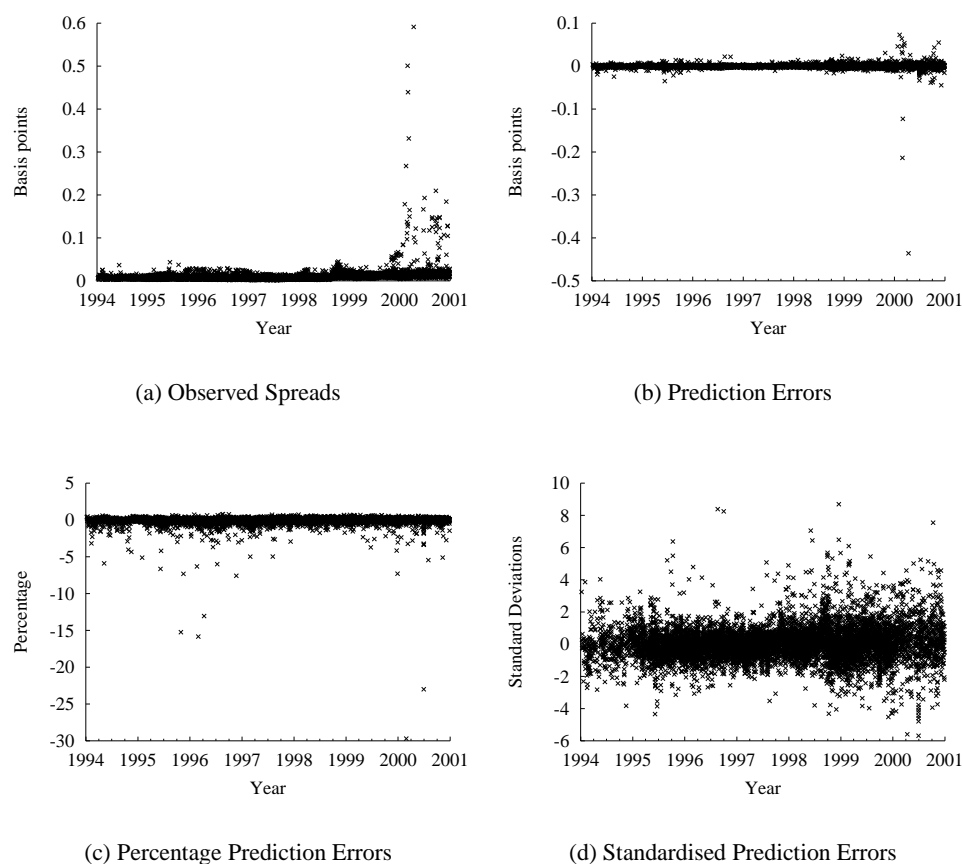 0.6
0.5
0.4
0.3
0.2
0.1
0
Basis points
1994 1995 1996 1997 1998 1999 2000 2001
Year
(a) Observed Spreads
0.1
0
-0.1
-0.2
-0.3
-0.4
-0.5
Basis points
1994 1995 1996 1997 1998 1999 2000 2001
Year
(b) Prediction Errors
5
0
-5
-10
-15
-20
-25
-30
Percentage
1994 1995 1996 1997 1998 1999 2000 2001
Year
(c) Percentage Prediction Errors
10
8
6
4
2
0
-2
-4
-6
Standard Deviations
1994 1995 1996 1997 1998 1999 2000 2001
Year
(d) Standardised Prediction Errors